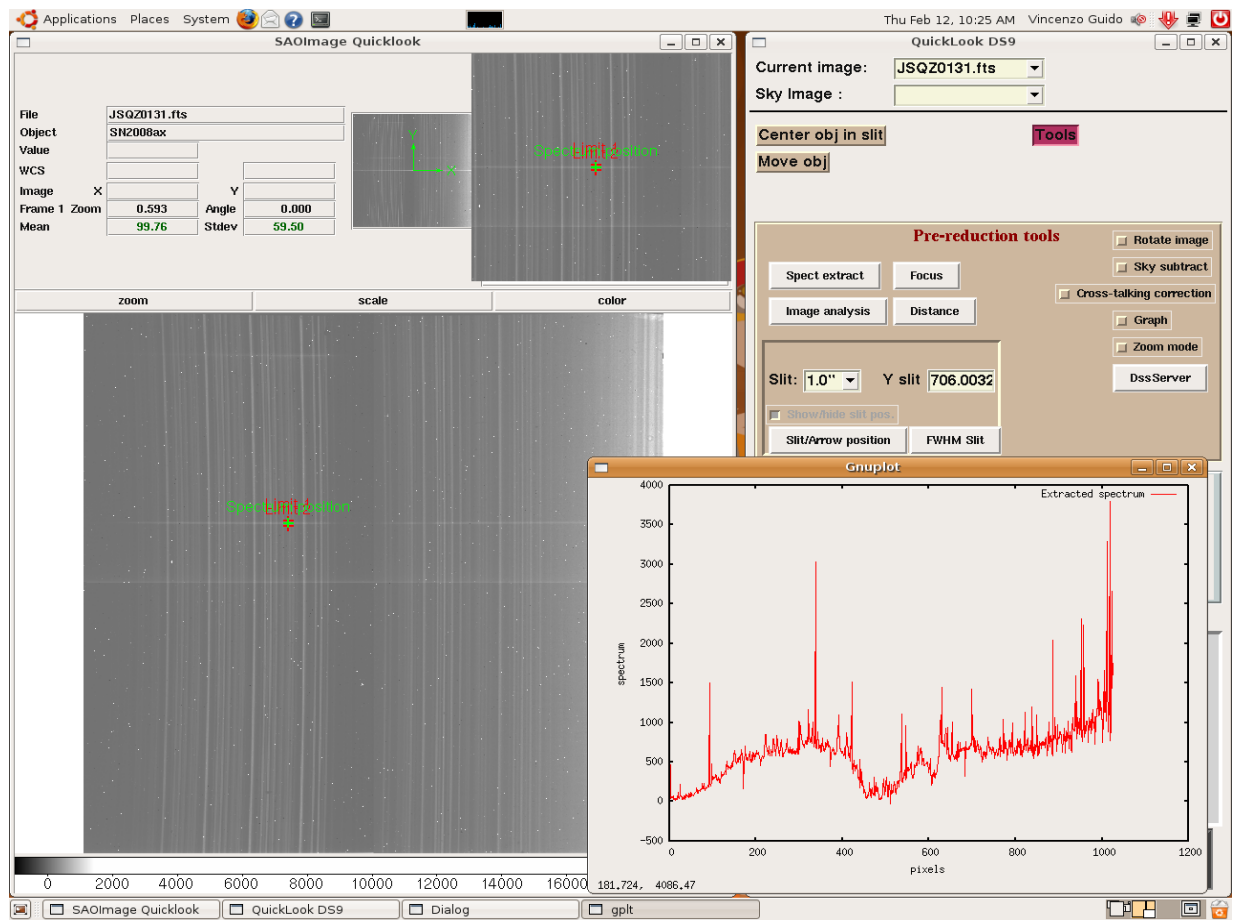 Applications Places System
Thu Feb 12, 10:25 AM Vincenzo Guido
SAOImage Quicklook
File JSQZ0131.fts
Object SN2008ax
Value
WCS
Image X Y
Frame 1 Zoom 0.593 Angle 0.000
Mean 99.76 Stdev 59.50
Y
X
Spect position
zoom scale color
Spect position
0 2000 4000 6000 8000 10000 12000 14000 16000
QuickLook DS9
Current image: JSQZ0131.fts
Sky Image :
Center obj in slit
Tools
Move obj
Pre-reduction tools
Rotate image
Spect extract Focus
Sky subtract
Cross-talking correction
Image analysis Distance
Graph
Zoom mode
Slit: 1.0" Y slit 706.0032
DssServer
Show/hide slit pos.
Slit/Arrow position FWHM Slit
Gnuplot
Extracted spectrum
4000
3500
3000
2500
2000
1500
1000
500
0
-500
spectrum
0 200 400 600 800 1000 1200
pixels
181.724, 4086.47
SAOImage Quicklook QuickLook DS9 Dialog gplt